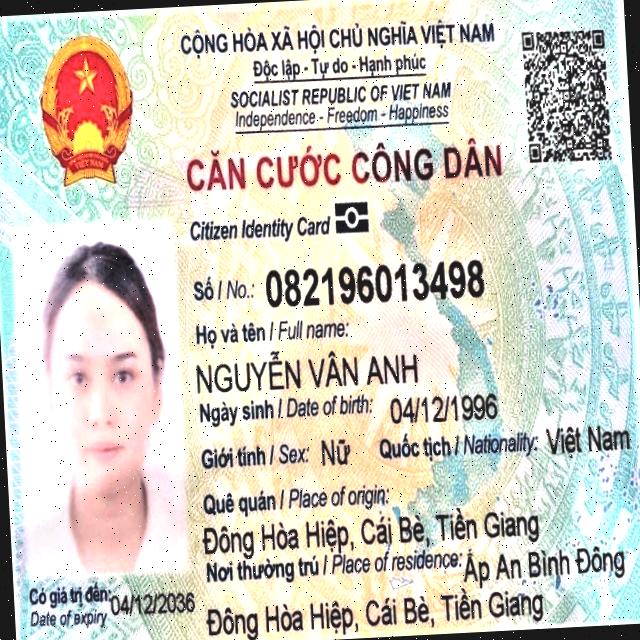 CỘNG HÒA XÃ HỘI CHỦ NGHĨA VIỆT NAM
Độc lập - Tự do - Hạnh phúc
SOCIALIST REPUBLIC OF VIET NAM
Independence - Freedom - Happiness
CĂN CƯỚC CÔNG DÂN
Citizen Identity Card
Số / No.: 082196013498
Họ và tên / Full name:
NGUYỄN VÂN ANH
Ngày sinh / Date of birth: 04/12/1996
Giới tính / Sex: Nữ Quốc tịch / Nationality: Việt Nam
Quê quán / Place of origin:
Đông Hòa Hiệp, Cái Bè, Tiền Giang
Nơi thường trú / Place of residence: Ấp An Bình Đông
Đông Hòa Hiệp, Cái Bè, Tiền Giang
Có giá trị đến: 04/12/2036
Date of expiry